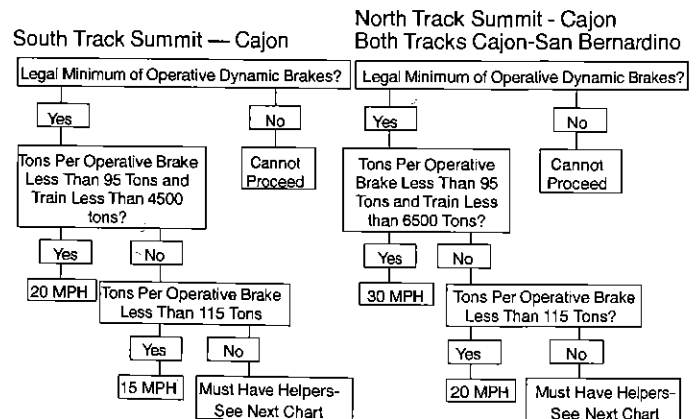 South Track Summit — Cajon
Legal Minimum of Operative Dynamic Brakes?
Yes
No
Tons Per Operative Brake
Less Than 95 Tons and
Train Less Than 4500
tons?
Cannot
Proceed
Yes
No
20 MPH
Tons Per Operative Brake
Less Than 115 Tons
Yes
No
15 MPH
Must Have Helpers-
See Next Chart
North Track Summit - Cajon
Both Tracks Cajon-San Bernardino
Legal Minimum of Operative Dynamic Brakes?
Yes
No
Tons Per Operative
Brake Less Than 95
Tons and Train Less
than 6500 Tons?
Cannot
Proceed
Yes
No
30 MPH
Tons Per Operative Brake
Less Than 115 Tons?
Yes
No
20 MPH
Must Have Helpers-
See Next Chart